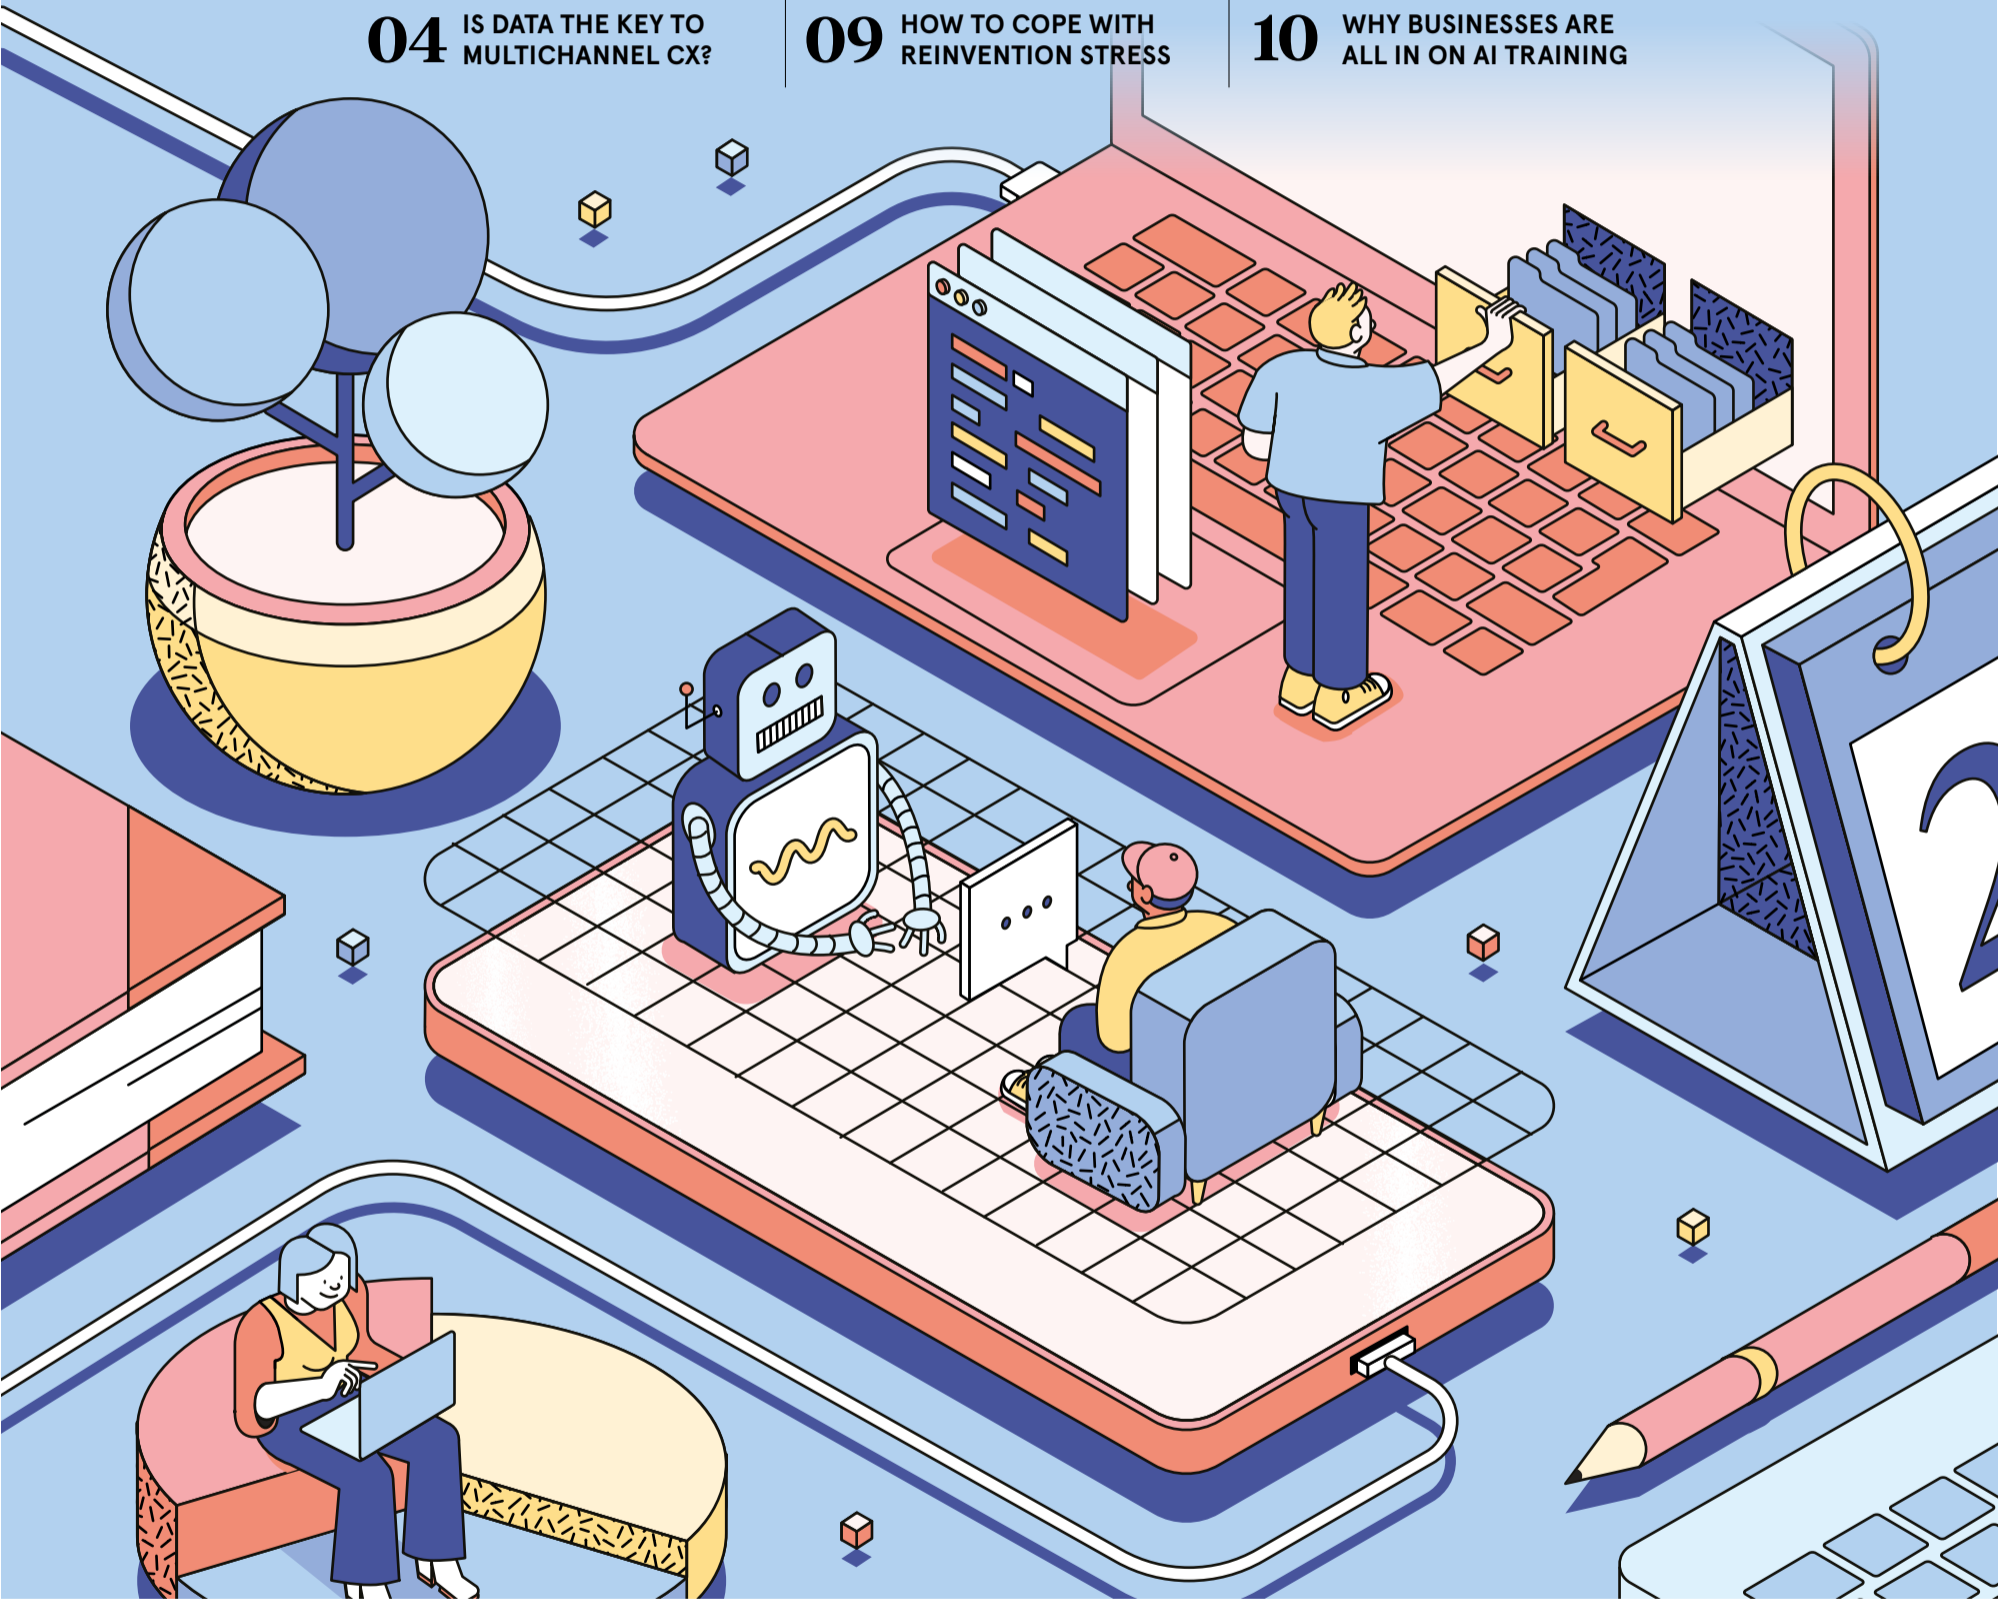 04 IS DATA THE KEY TO
MULTICHANNEL CX?
09 HOW TO COPE WITH
REINVENTION STRESS
10 WHY BUSINESSES ARE
ALL IN ON AI TRAINING
2